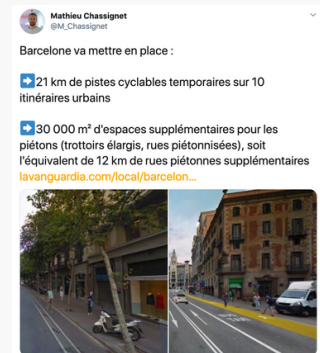 Mathieu Chassignet
@M_Chassignet
Barcelone va mettre en place :
➡21 km de pistes cyclables temporaires sur 10
itinéraires urbains
➡30 000 m² d'espaces supplémentaires pour les
piétons (trottoirs élargis, rues piétonnisées), soit
l'équivalent de 12 km de rues piétonnes supplémentaires
lavanguardia.com/local/barcelon...